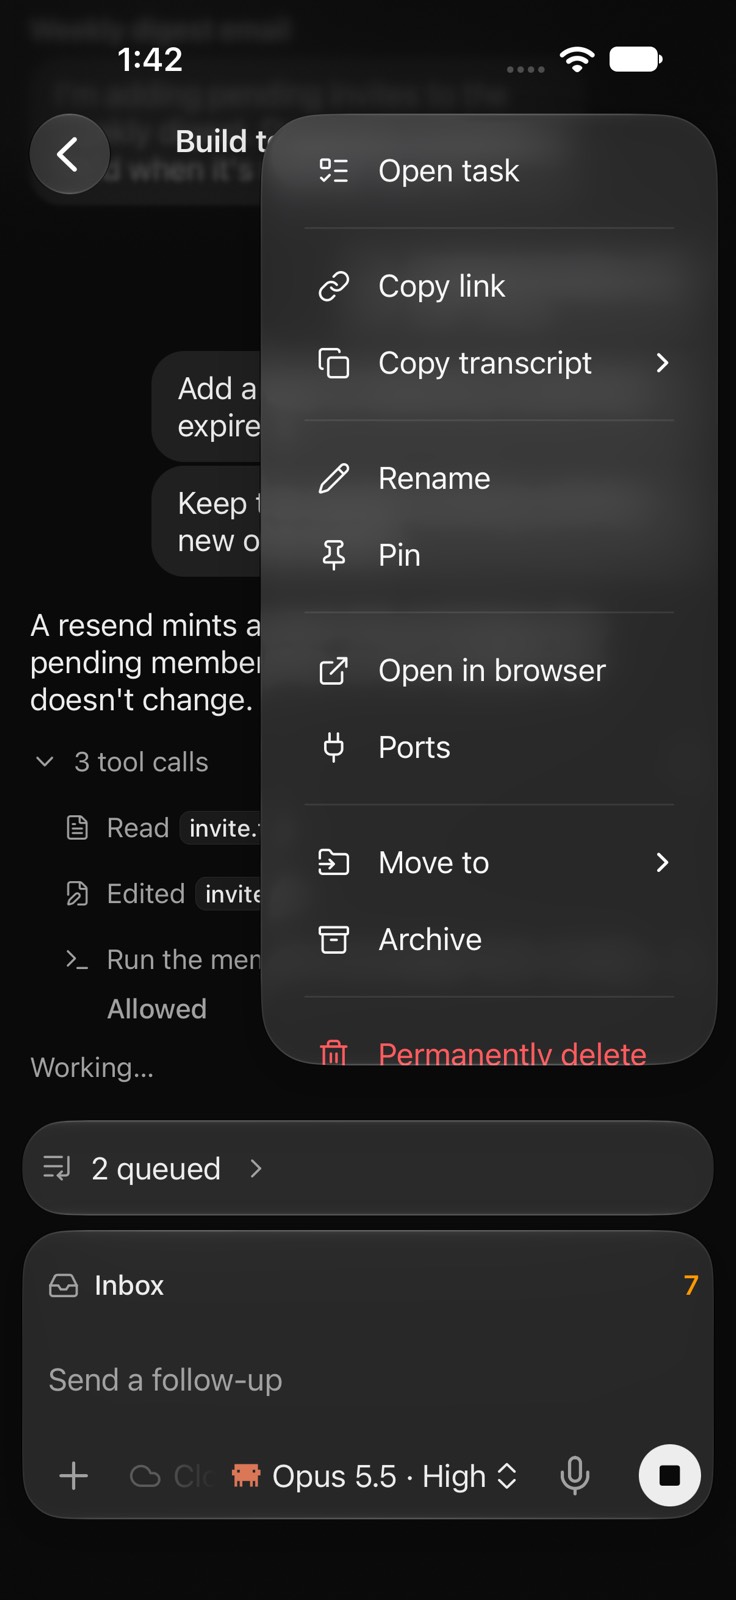 1:42
Build t
Open task
Copy link
Copy transcript
Add a
expire
Rename
Keep t
new o
Pin
A resend mints a
pending member
doesn't change.
Open in browser
Ports
3 tool calls
Read invite.
Move to
Edited invite
Archive
Run the mem
Allowed
Permanently delete
Working...
2 queued
Inbox
7
Send a follow-up
Clo
Opus 5.5 · High